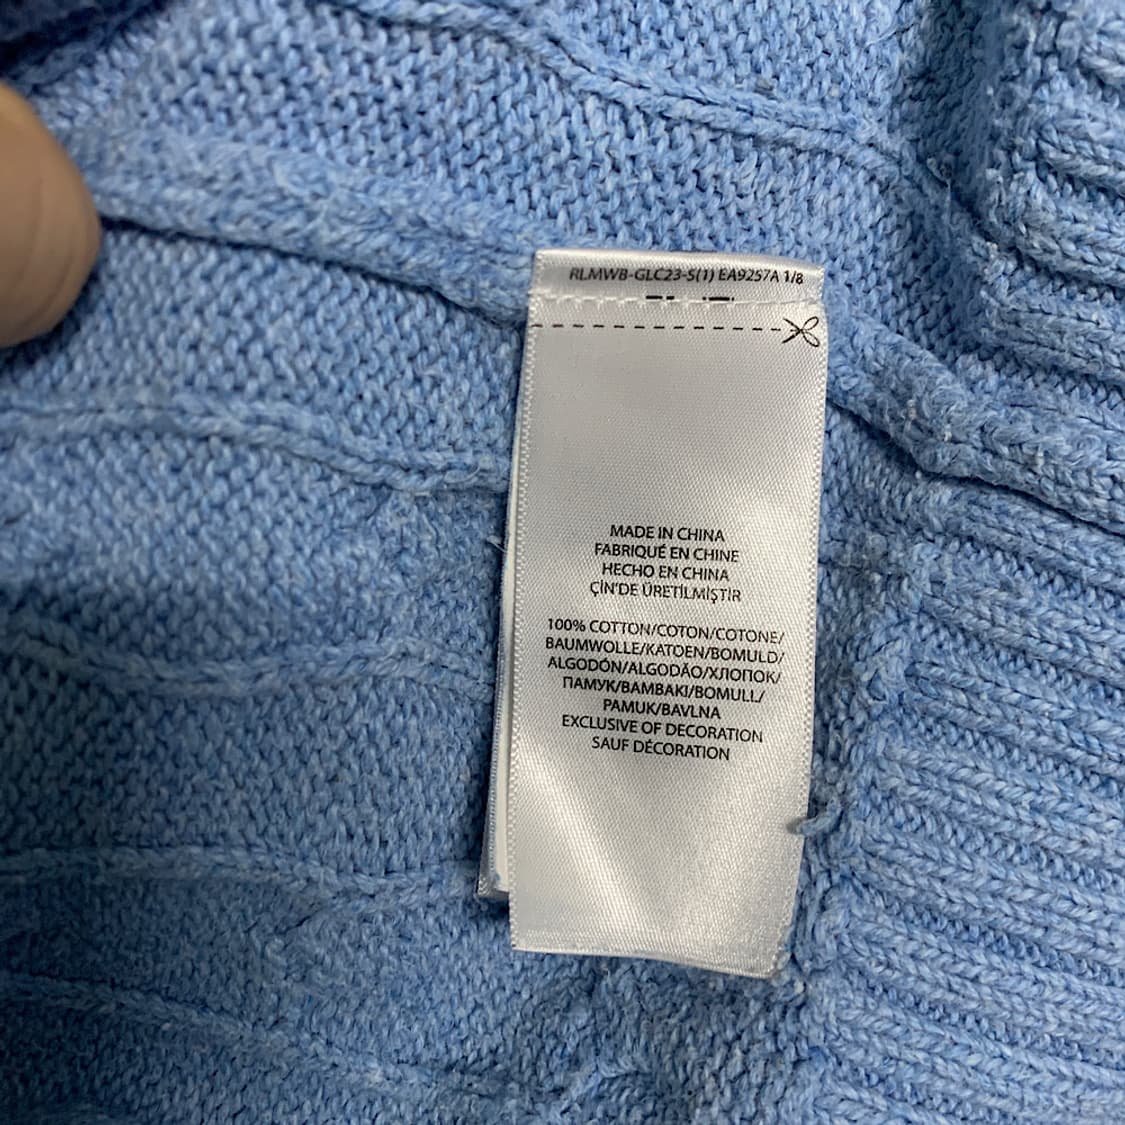 RLMWB-GLC23-S(1) EA9257A 1/8
MADE IN CHINA
FABRIQUÉ EN CHINE
HECHO EN CHINA
ÇİN'DE ÜRETİLMİŞTİR
100% COTTON/COTON/COTONE/
BAUMWOLLE/KATOEN/BOMULD/
ALGODÓN/ALGODÃO/ХЛОПОК/
ПАМУК/BAMBAKI/BOMULL/
PAMUK/BAVLNA
EXCLUSIVE OF DECORATION
SAUF DÉCORATION